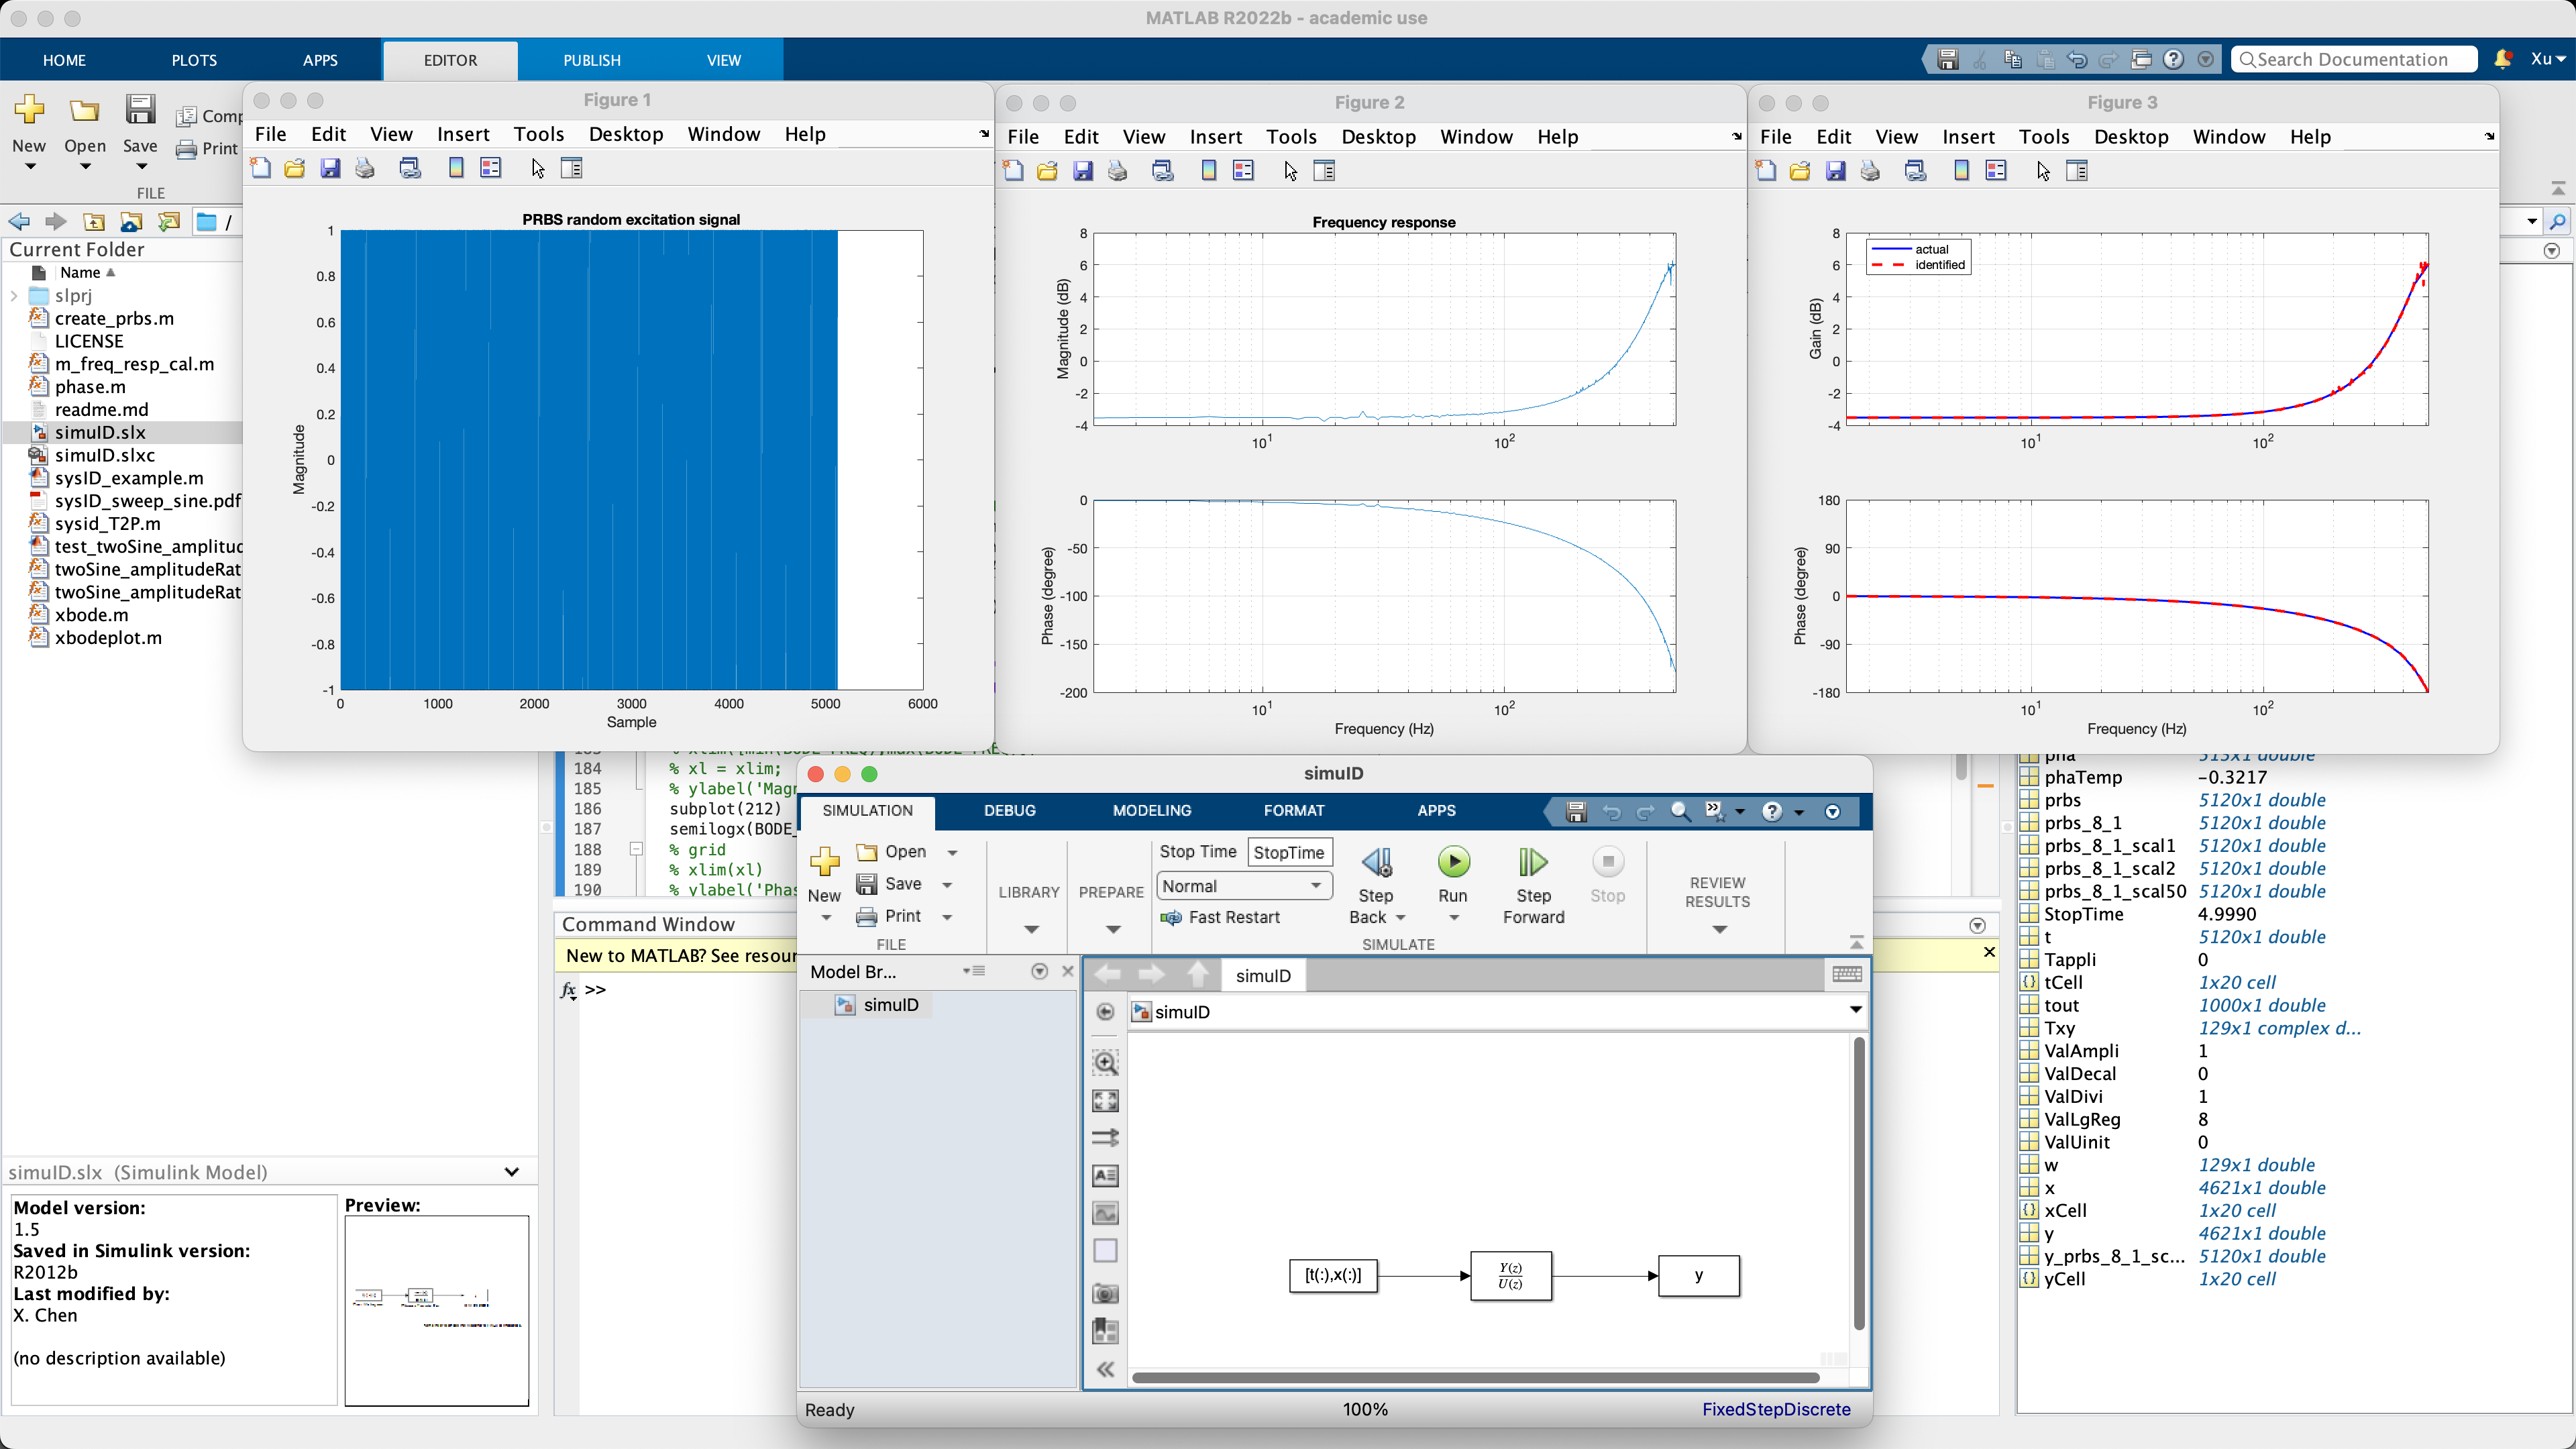 MATLAB R2022b - academic use
HOME PLOTS APPS EDITOR PUBLISH VIEW
Search Documentation
Xu
New Open Save Print
FILE
/
Current Folder
Name
slprj
create_prbs.m
LICENSE
m_freq_resp_cal.m
phase.m
readme.md
simuID.slx
simuID.slxc
sysID_example.m
sysID_sweep_sine.pdf
sysid_T2P.m
test_twoSine_amplitud
twoSine_amplitudeRat
twoSine_amplitudeRat
xbode.m
xbodeplot.m
simuID.slx (Simulink Model)
Model version:
1.5
Saved in Simulink version:
R2012b
Last modified by:
X. Chen
(no description available)
Preview:
Figure 1
File Edit View Insert Tools Desktop Window Help
PRBS random excitation signal
Magnitude
1
0.8
0.6
0.4
0.2
0
-0.2
-0.4
-0.6
-0.8
-1
0 1000 2000 3000 4000 5000 6000
Sample
Figure 2
File Edit View Insert Tools Desktop Window Help
Frequency response
Magnitude (dB)
8
6
4
2
0
-2
-4
10^1 10^2
Phase (degree)
0
-50
-100
-150
-200
10^1 10^2
Frequency (Hz)
Figure 3
File Edit View Insert Tools Desktop Window Help
actual
identified
Gain (dB)
8
6
4
2
0
-2
-4
10^1 10^2
Phase (degree)
180
90
0
-90
-180
10^1 10^2
Frequency (Hz)
184 % xl = xlim;
185 % ylabel('Magn
186 subplot(212)
187 semilogx(BODE_
188 % grid
189 % xlim(xl)
190 % ylabel('Phas
Command Window
New to MATLAB? See resour
fx >>
simuID
SIMULATION DEBUG MODELING FORMAT APPS
New Open Save Print
FILE
LIBRARY
PREPARE
Stop Time StopTime
Normal
Fast Restart
Step Back
Run
Step Forward
Stop
SIMULATE
REVIEW RESULTS
Model Br...
simuID
simuID
simuID
[t(:),x(:)]
Y(z)
U(z)
y
Ready
100%
FixedStepDiscrete
pha 513x1 double
phaTemp -0.3217
prbs 5120x1 double
prbs_8_1 5120x1 double
prbs_8_1_scal1 5120x1 double
prbs_8_1_scal2 5120x1 double
prbs_8_1_scal50 5120x1 double
StopTime 4.9990
t 5120x1 double
Tappli 0
tCell 1x20 cell
tout 1000x1 double
Txy 129x1 complex d...
ValAmpli 1
ValDecal 0
ValDivi 1
ValLgReg 8
ValUinit 0
w 129x1 double
x 4621x1 double
xCell 1x20 cell
y 4621x1 double
y_prbs_8_1_sc... 5120x1 double
yCell 1x20 cell